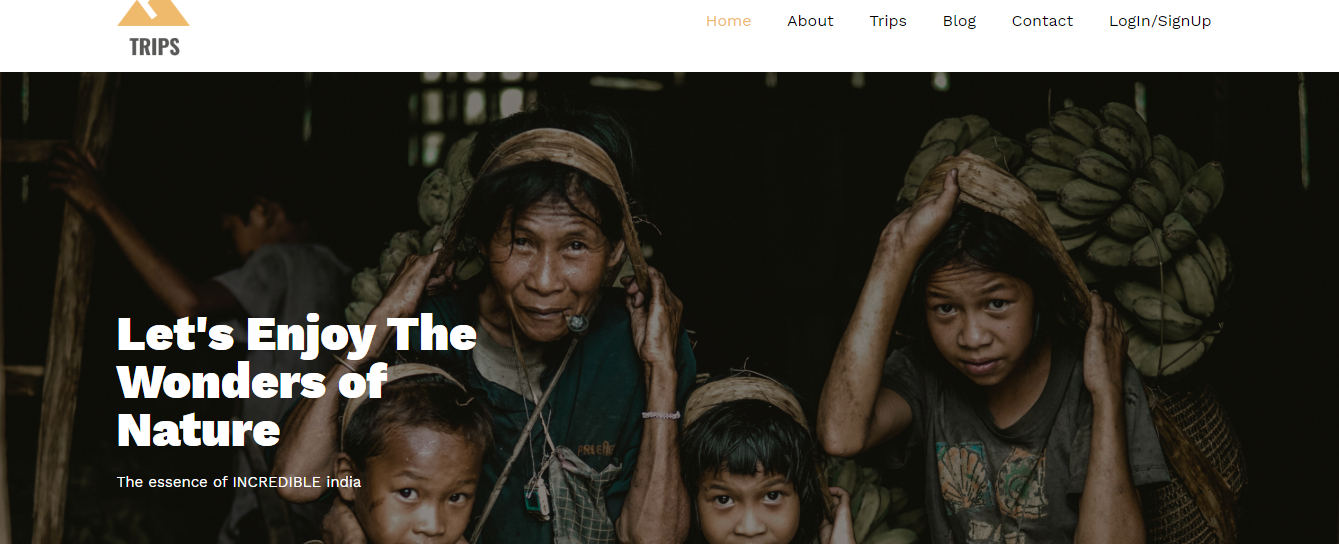 TRIPS
Home About Trips Blog Contact LogIn/SignUp
Let's Enjoy The
Wonders of
Nature
The essence of INCREDIBLE india